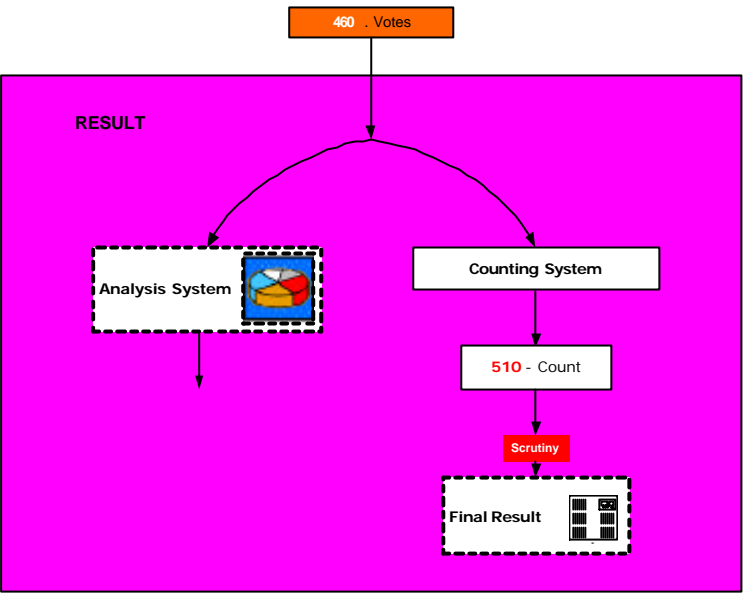 460 . Votes
RESULT
Analysis System
Counting System
510 - Count
Scrutiny
Final Result